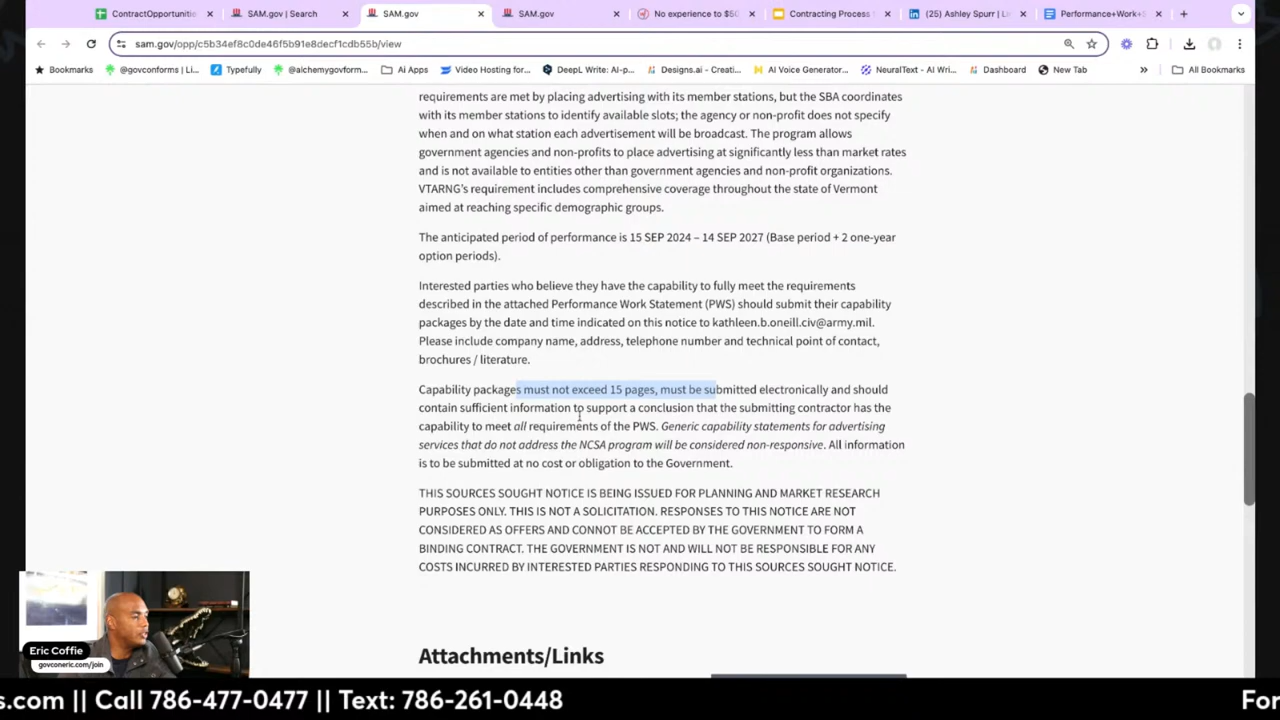 ContractOpportunities
SAM.gov | Search
SAM.gov
SAM.gov
No experience to $50
Contracting Process
(25) Ashley Spurr | Li
Performance+Work+S
sam.gov/opp/c5b34ef8c0de46f5b91e8decf1cdb55b/view
Bookmarks
@govconforms | Li...
Typefully
@alchemygovform...
Ai Apps
Video Hosting for...
DeepL Write: AI-p...
Designs.ai - Creati...
AI Voice Generator...
NeuralText - AI Wri...
Dashboard
New Tab
All Bookmarks
requirements are met by placing advertising with its member stations, but the SBA coordinates
with its member stations to identify available slots; the agency or non-profit does not specify
when and on what station each advertisement will be broadcast. The program allows
government agencies and non-profits to place advertising at significantly less than market rates
and is not available to entities other than government agencies and non-profit organizations.
VTARNG's requirement includes comprehensive coverage throughout the state of Vermont
aimed at reaching specific demographic groups.
The anticipated period of performance is 15 SEP 2024 – 14 SEP 2027 (Base period + 2 one-year
option periods).
Interested parties who believe they have the capability to fully meet the requirements
described in the attached Performance Work Statement (PWS) should submit their capability
packages by the date and time indicated on this notice to kathleen.b.oneill.civ@army.mil.
Please include company name, address, telephone number and technical point of contact,
brochures / literature.
Capability packages must not exceed 15 pages, must be submitted electronically and should
contain sufficient information to support a conclusion that the submitting contractor has the
capability to meet all requirements of the PWS. Generic capability statements for advertising
services that do not address the NCSA program will be considered non-responsive. All information
is to be submitted at no cost or obligation to the Government.
THIS SOURCES SOUGHT NOTICE IS BEING ISSUED FOR PLANNING AND MARKET RESEARCH
PURPOSES ONLY. THIS IS NOT A SOLICITATION. RESPONSES TO THIS NOTICE ARE NOT
CONSIDERED AS OFFERS AND CONNOT BE ACCEPTED BY THE GOVERNMENT TO FORM A
BINDING CONTRACT. THE GOVERNMENT IS NOT AND WILL NOT BE RESPONSIBLE FOR ANY
COSTS INCURRED BY INTERESTED PARTIES RESPONDING TO THIS SOURCES SOUGHT NOTICE.
Attachments/Links
Eric Coffie
govconeric.com/join
s.com || Call 786-477-0477 || Text: 786-261-0448
For